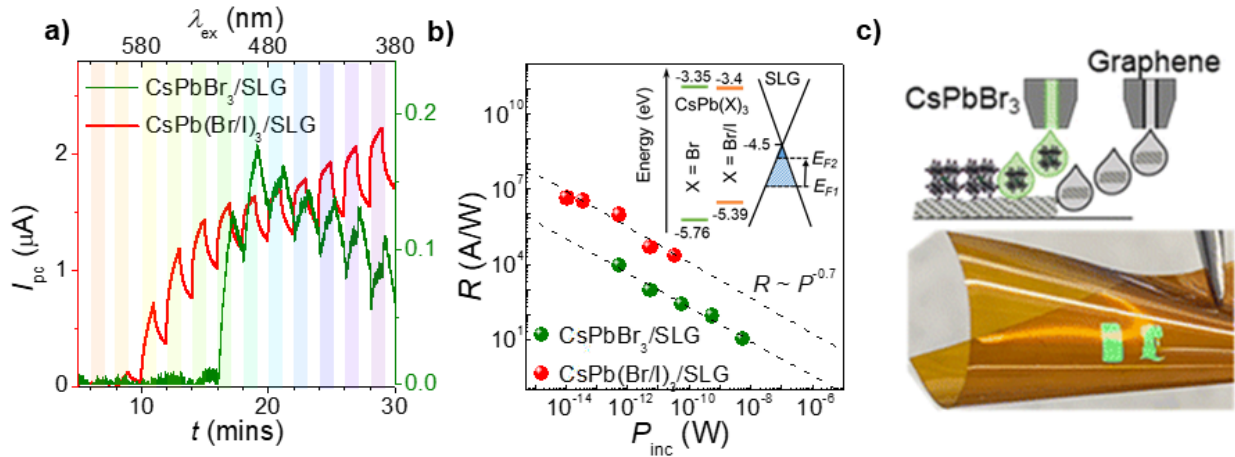 a)
λex (nm)
580 480 380
CsPbBr3/SLG
CsPb(Br/I)3/SLG
Ipc (μA)
2
1
0
0.2
0.1
0.0
10 20 30
t (mins)
b)
R (A/W)
10^10
10^7
10^4
10^1
Energy (eV)
-3.35 -3.4
CsPb(X)3
X = Br
X = Br/I
-5.76
-5.39
SLG
-4.5
EF2
EF1
R ~ P^-0.7
CsPbBr3/SLG
CsPb(Br/I)3/SLG
10^-14 10^-12 10^-10 10^-8 10^-6
Pinc (W)
c)
Graphene
CsPbBr3